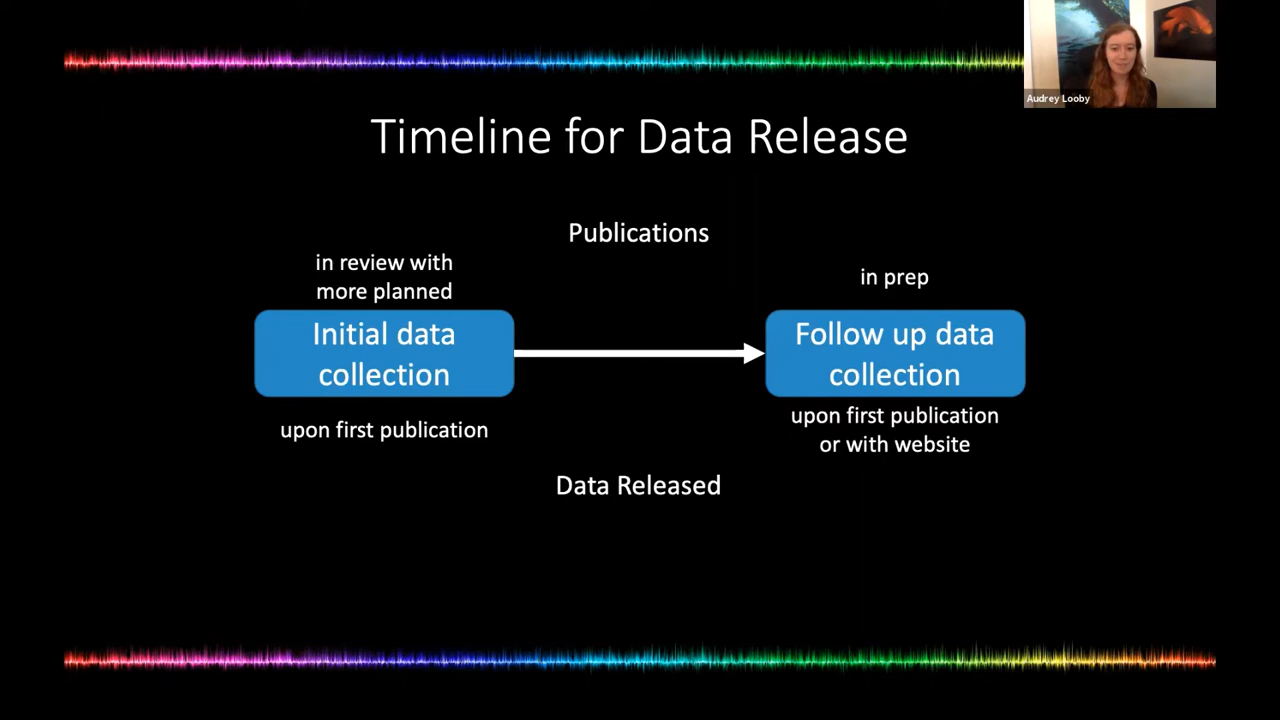 Audrey Looby
Timeline for Data Release
Publications
in review with
more planned
in prep
Initial data
collection
Follow up data
collection
upon first publication
upon first publication
or with website
Data Released